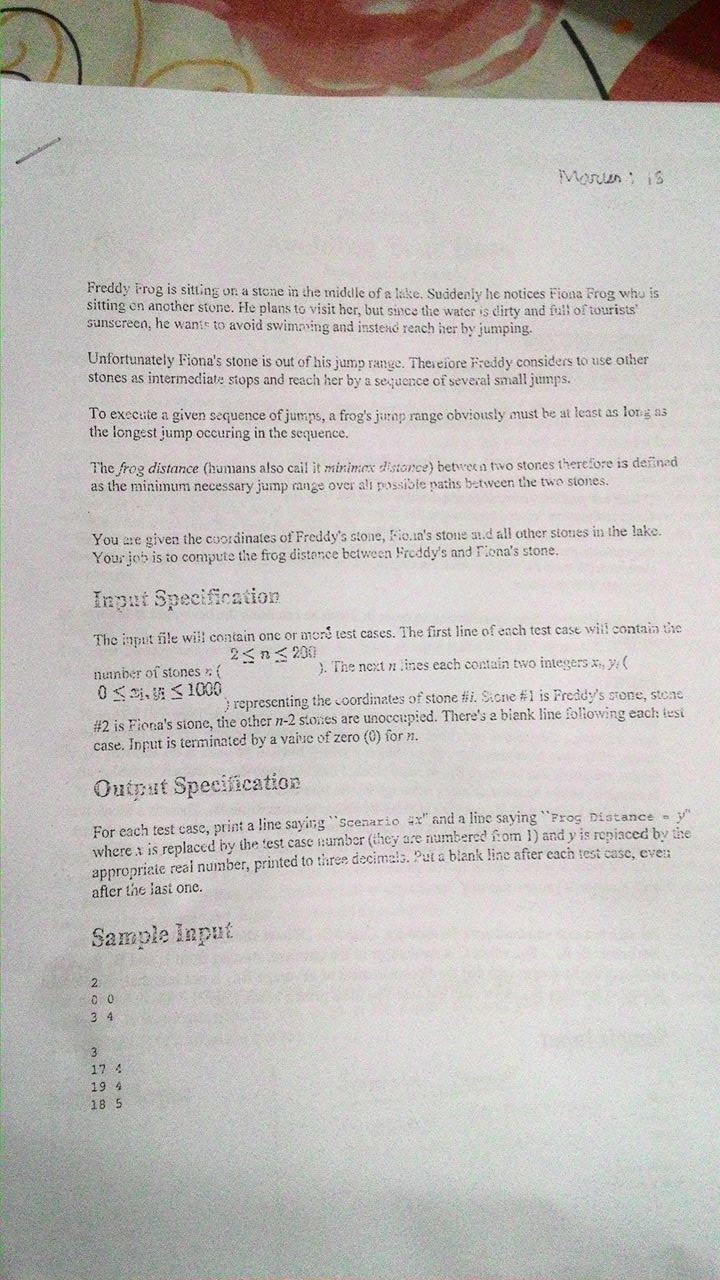 Marks: 13
Freddy Frog is sitting on a stone in the middle of a lake. Suddenly he notices Fiona Frog who is
sitting on another stone. He plans to visit her, but since the water is dirty and full of tourists'
sunscreen, he wants to avoid swimming and instead reach her by jumping.
Unfortunately Fiona's stone is out of his jump range. Therefore Freddy considers to use other
stones as intermediate stops and reach her by a sequence of several small jumps.
To execute a given sequence of jumps, a frog's jump range obviously must be at least as long as
the longest jump occuring in the sequence.
The frog distance (humans also call it minimax distance) between two stones therefore is defined
as the minimum necessary jump range over all possible paths between the two stones.
You are given the coordinates of Freddy's stone, Fiona's stone and all other stones in the lake.
Your job is to compute the frog distance between Freddy's and Fiona's stone.
Input Specification
The input file will contain one or more test cases. The first line of each test case will contain the
number of stones n ( 2 ≤ n ≤ 200 ). The next n lines each contain two integers xᵢ, yᵢ (
0 ≤ xᵢ, yᵢ ≤ 1000 ) representing the coordinates of stone #i. Stone #1 is Freddy's stone, stone
#2 is Fiona's stone, the other n-2 stones are unoccupied. There's a blank line following each test
case. Input is terminated by a value of zero (0) for n.
Output Specification
For each test case, print a line saying ``Scenario #x" and a line saying ``Frog Distance = y"
where x is replaced by the test case number (they are numbered from 1) and y is replaced by the
appropriate real number, printed to three decimals. Put a blank line after each test case, even
after the last one.
Sample Input
2
0 0
3 4
3
17 4
19 4
18 5